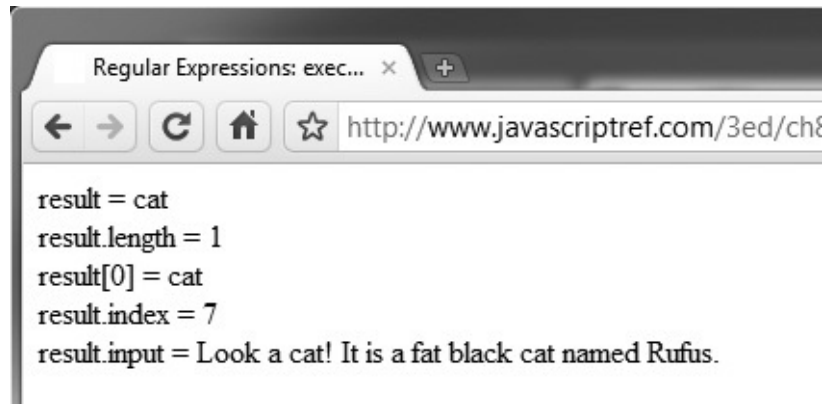 Regular Expressions: exec...
http://www.javascriptref.com/3ed/ch8
result = cat
result.length = 1
result[0] = cat
result.index = 7
result.input = Look a cat! It is a fat black cat named Rufus.